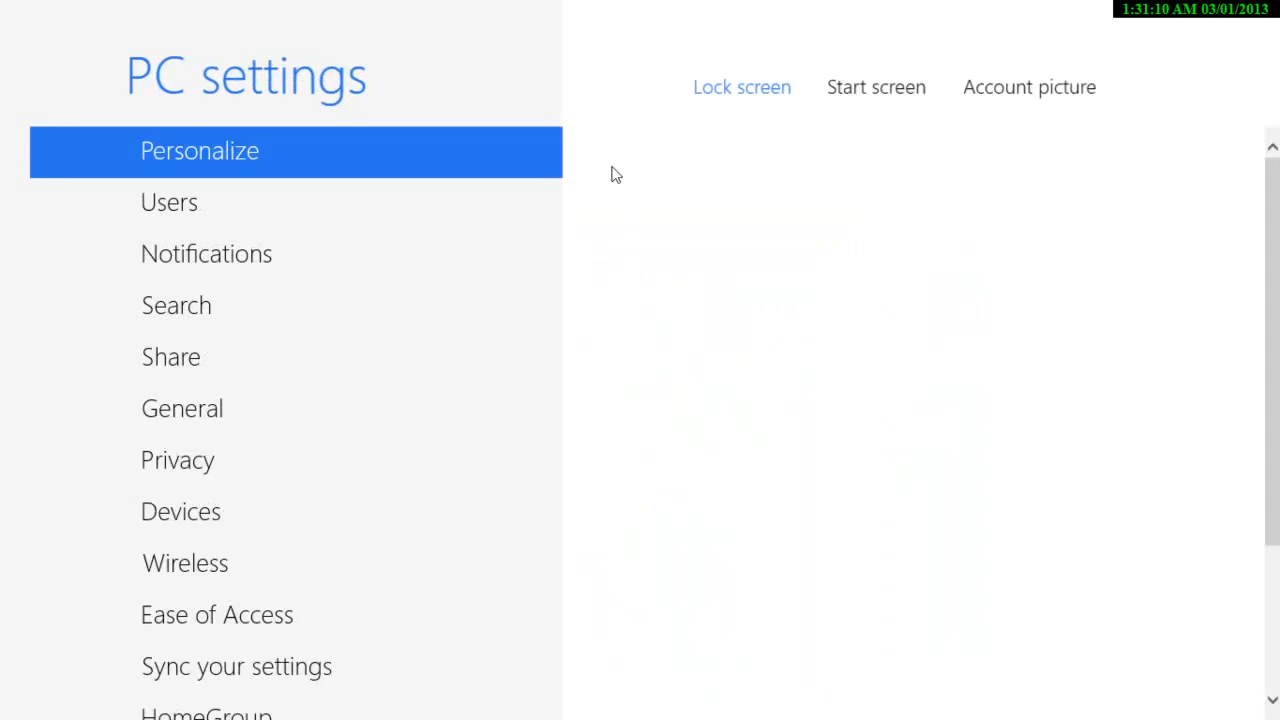 1:31:10 AM 03/01/2013
PC settings
Lock screen Start screen Account picture
Personalize
Users
Notifications
Search
Share
General
Privacy
Devices
Wireless
Ease of Access
Sync your settings
HomeGroup